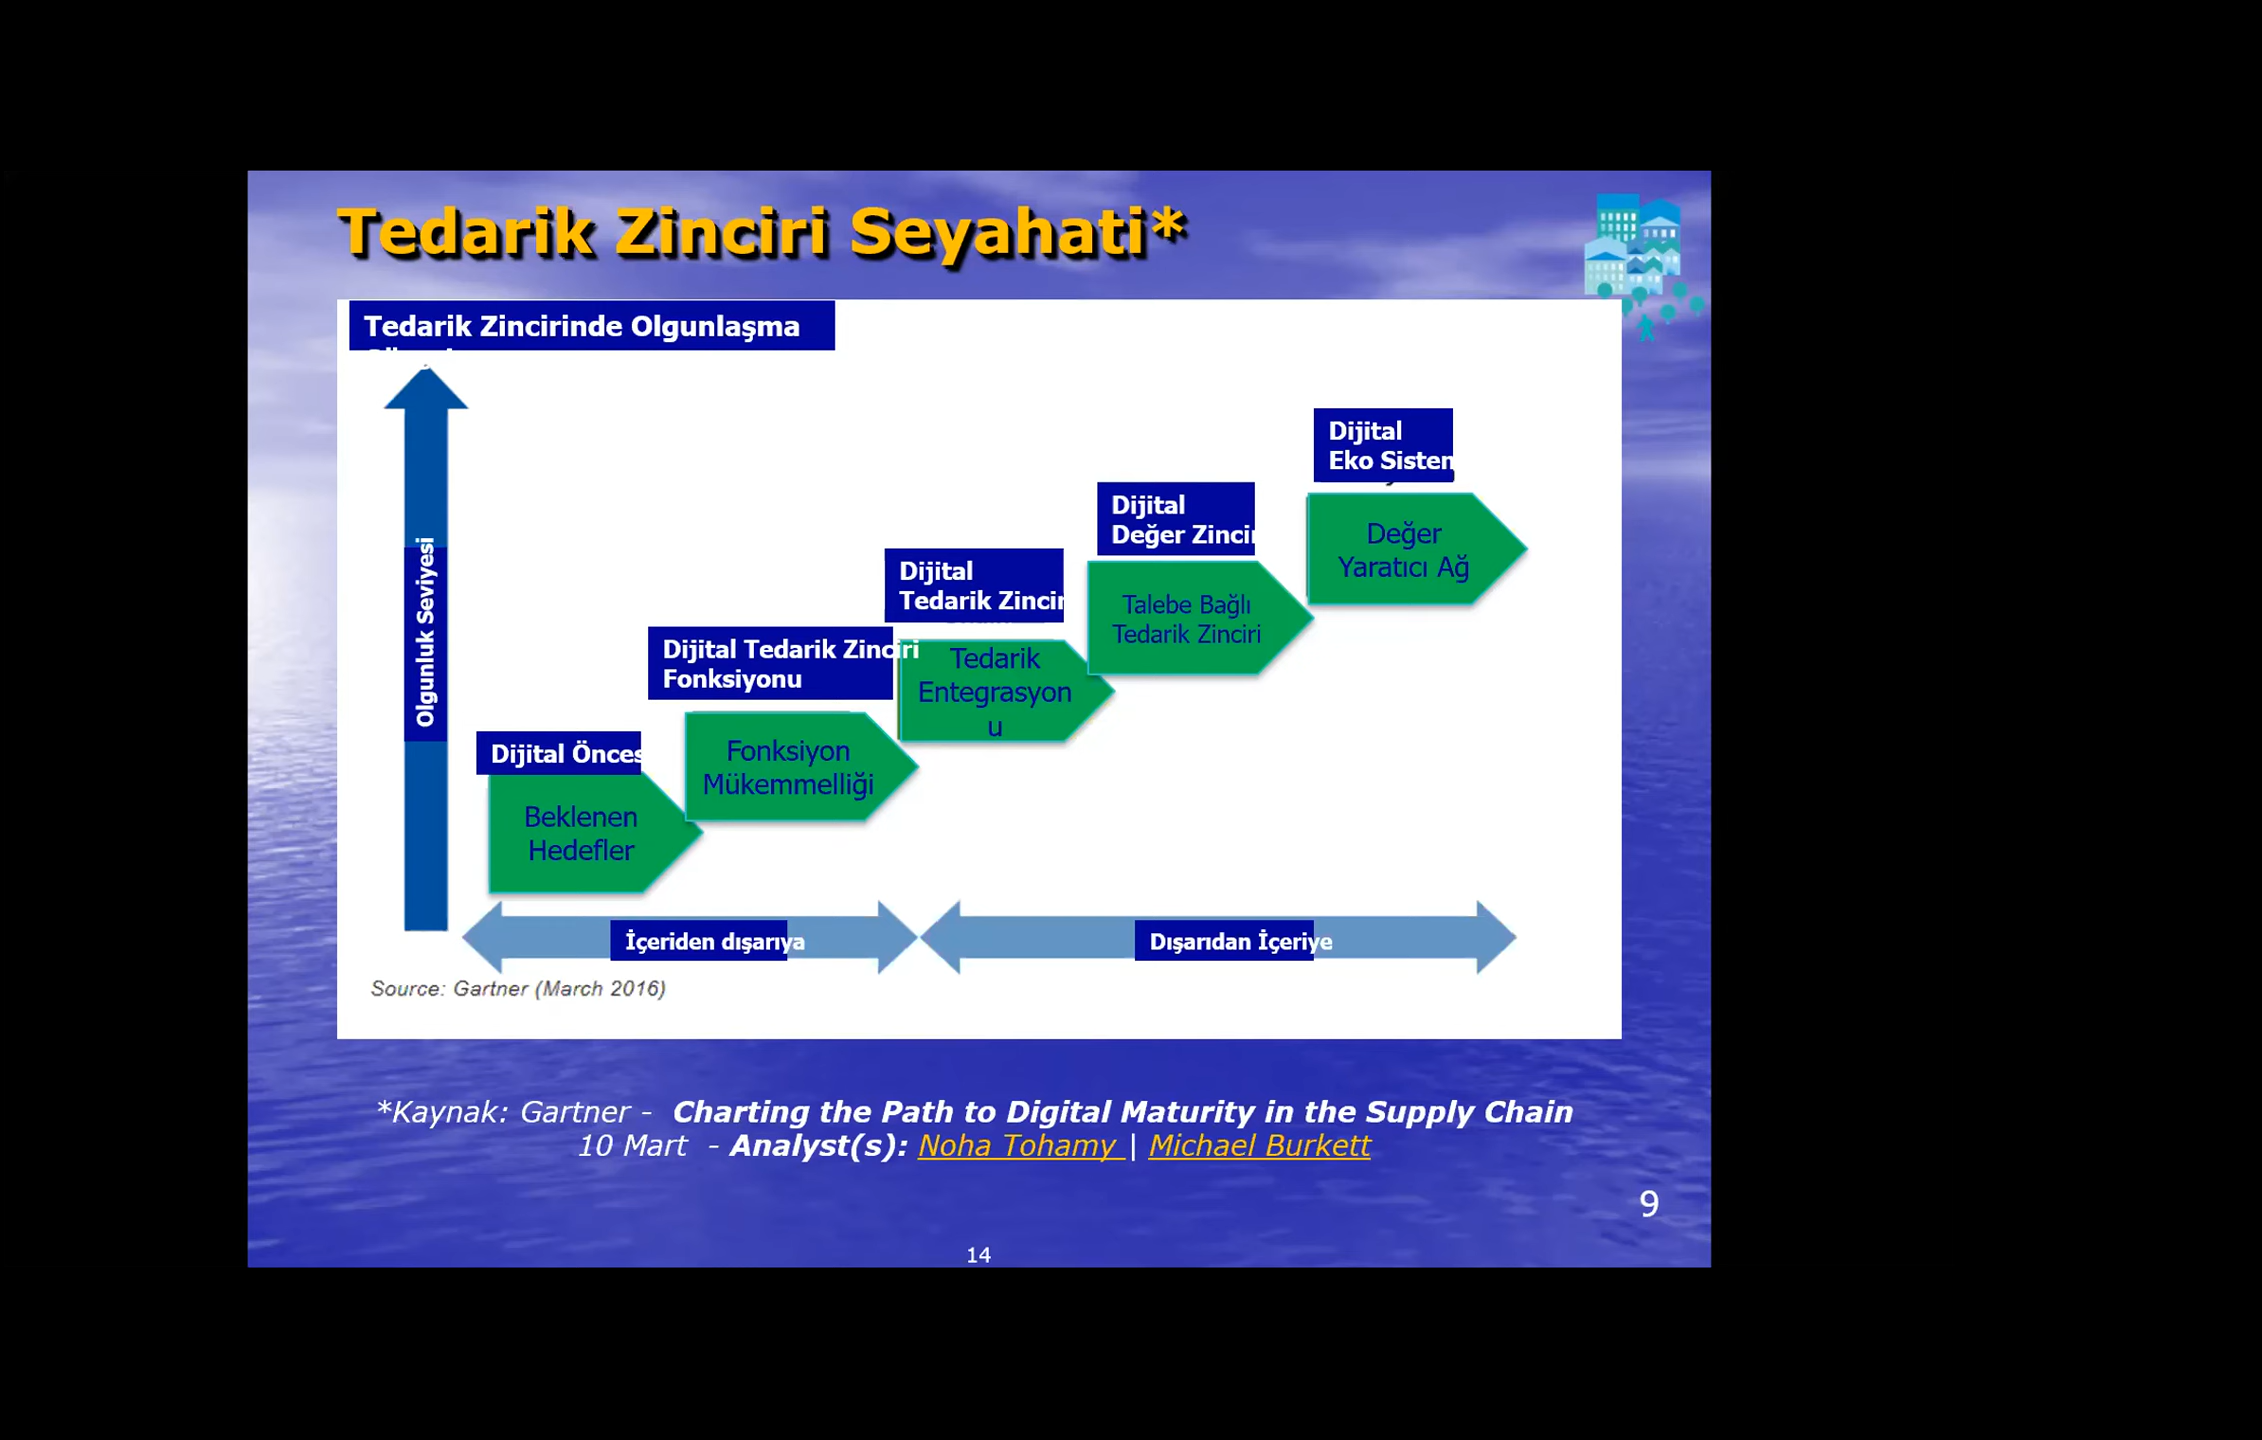 Tedarik Zinciri Seyahati*
Tedarik Zincirinde Olgunlaşma
Olgunluk Seviyesi
Dijital
Eko Sistem
Değer
Yaratıcı Ağ
Dijital
Değer Zincir
Talebe Bağlı
Tedarik Zinciri
Dijital
Tedarik Zincir
Tedarik
Entegrasyon
u
Dijital Tedarik Zinciri
Fonksiyonu
Fonksiyon
Mükemmelliği
Dijital Önces
Beklenen
Hedefler
İçeriden dışarıya
Dışarıdan İçeriye
Source: Gartner (March 2016)
*Kaynak: Gartner - Charting the Path to Digital Maturity in the Supply Chain
10 Mart - Analyst(s): Noha Tohamy | Michael Burkett
9
14